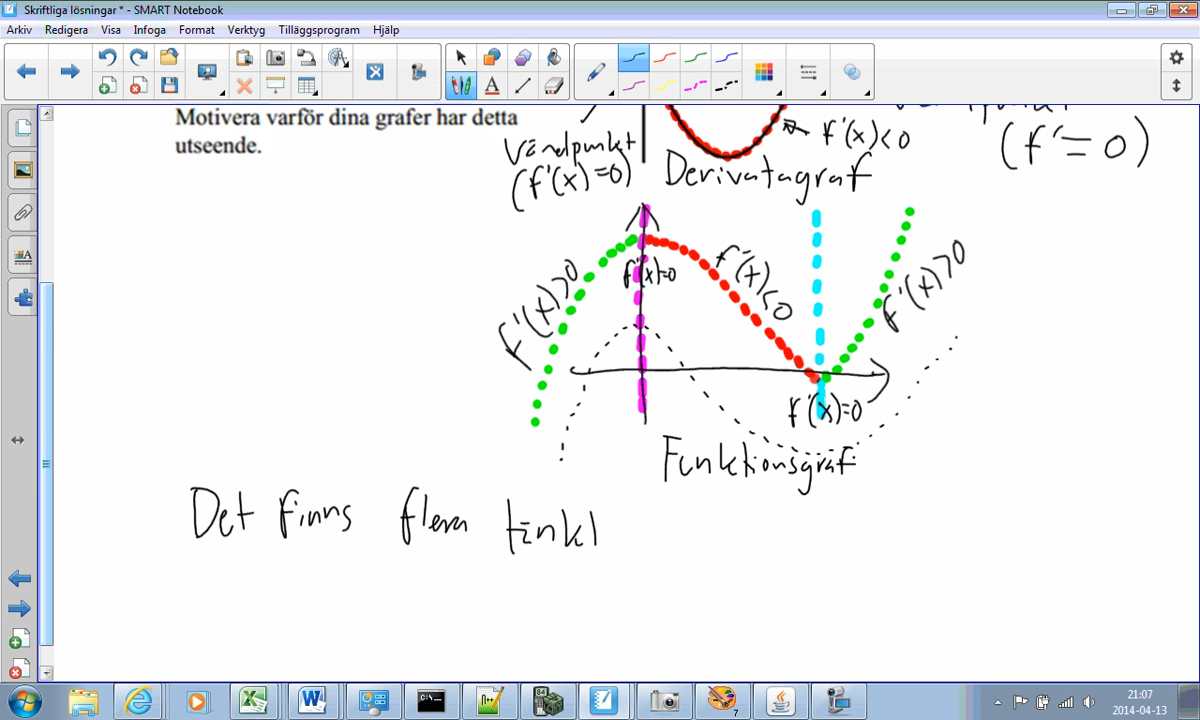 Skriftliga lösningar * - SMART Notebook
Arkiv Redigera Visa Infoga Format Verktyg Tilläggsprogram Hjälp
Motivera varför dina grafer har detta
utseende.
Vändpunkt
(f'(x)=0)
f'(x)<0
(f'=0)
Derivatagraf
f'(x)>0
f'(x)=0
f'(x)<0
f'(x)>0
f'(x)=0
Funktionsgraf
Det finns flera tänkl
21:07
2014-04-13